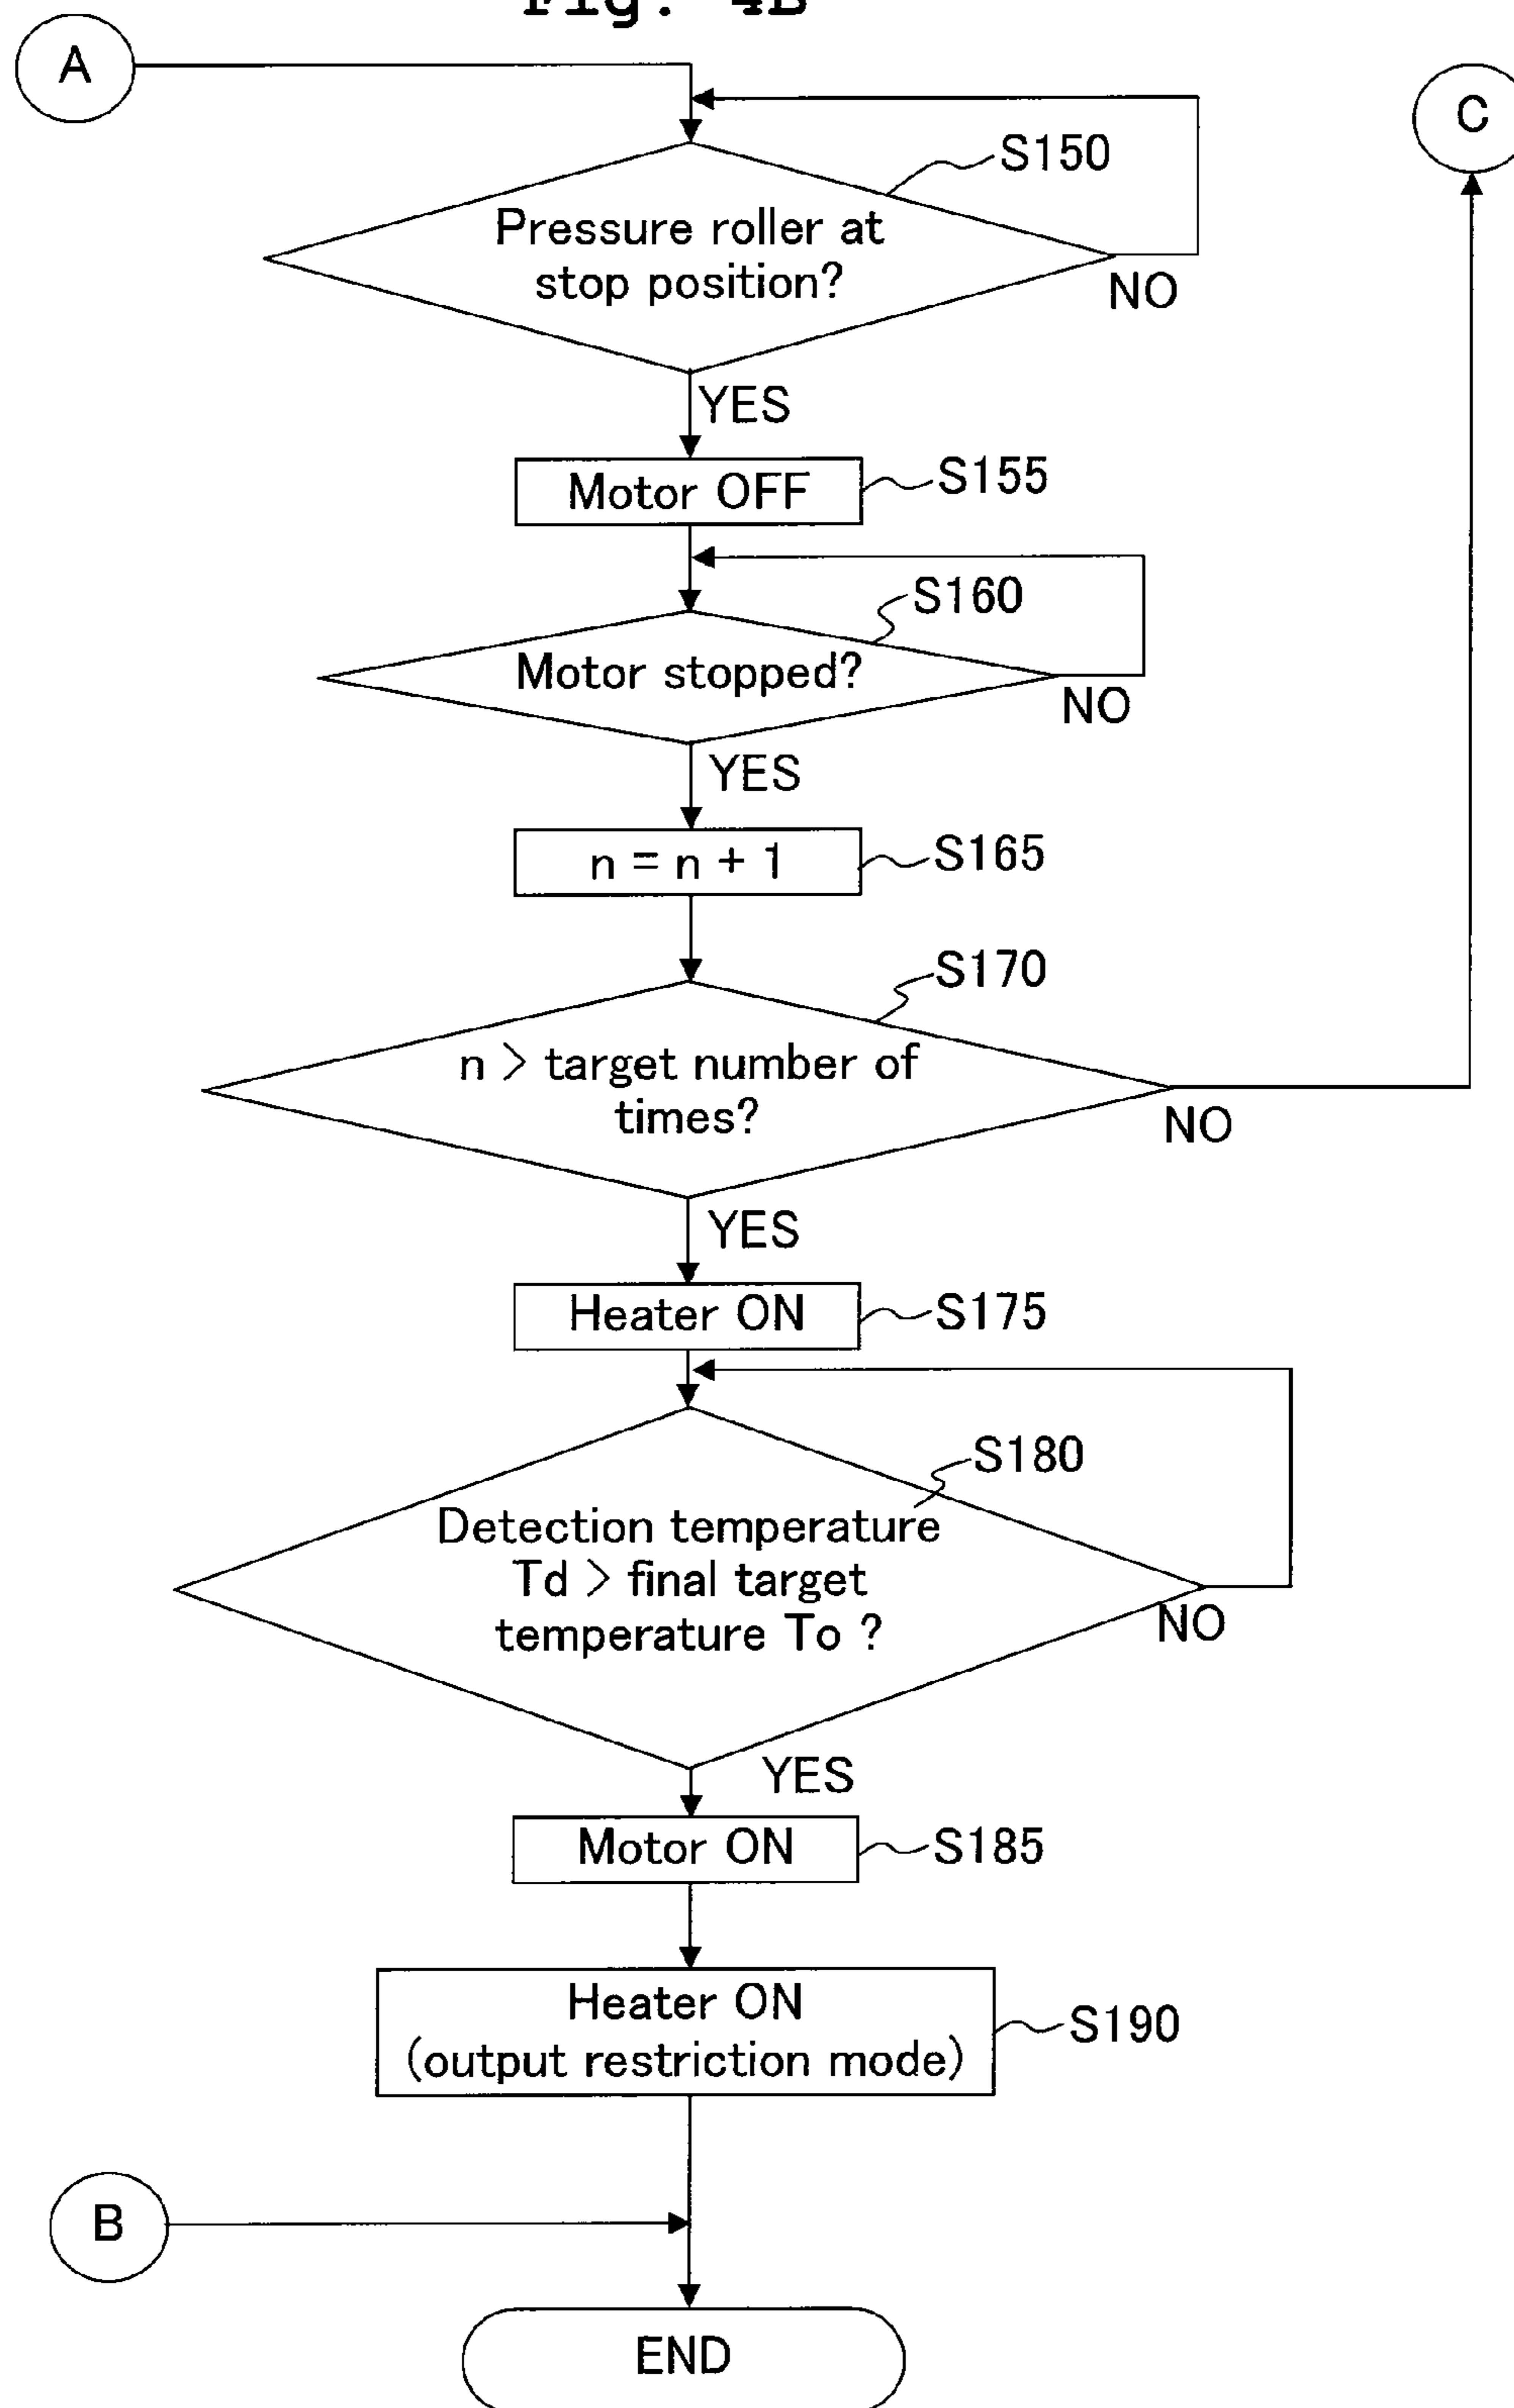 Fig. 4B
A
C
S150
Pressure roller at
stop position?
NO
YES
Motor OFF
S155
S160
Motor stopped?
NO
YES
n = n + 1
S165
S170
n > target number of
times?
NO
YES
Heater ON
S175
S180
Detection temperature
Td > final target
temperature To ?
NO
YES
Motor ON
S185
Heater ON
(output restriction mode)
S190
B
END